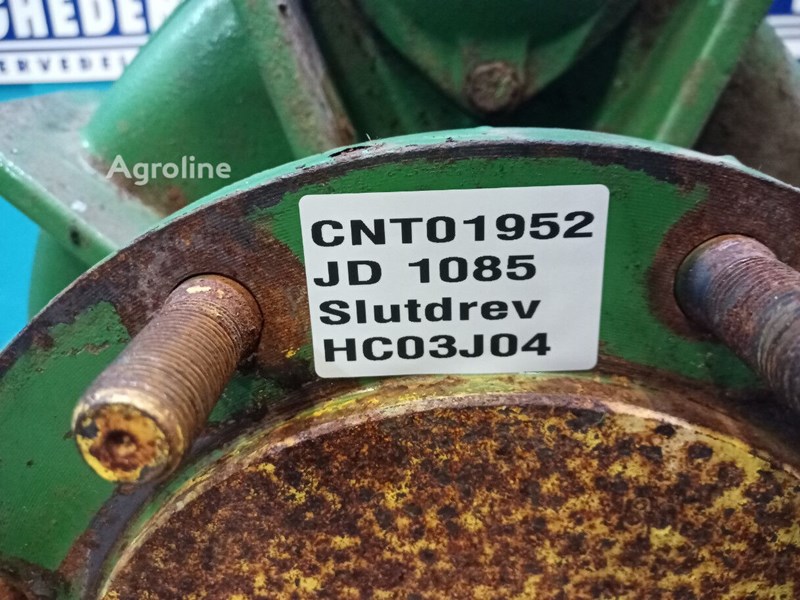 Agroline
CNT01952
JD 1085
Slutdrev
HC03J04